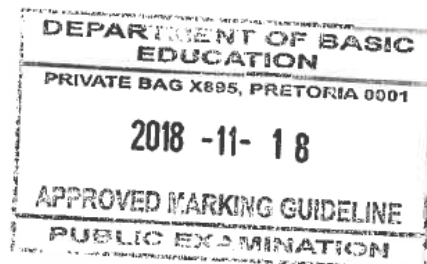 DEPARTMENT OF BASIC
EDUCATION
PRIVATE BAG X895, PRETORIA 0001
2018 -11- 18
APPROVED MARKING GUIDELINE
PUBLIC EXAMINATION